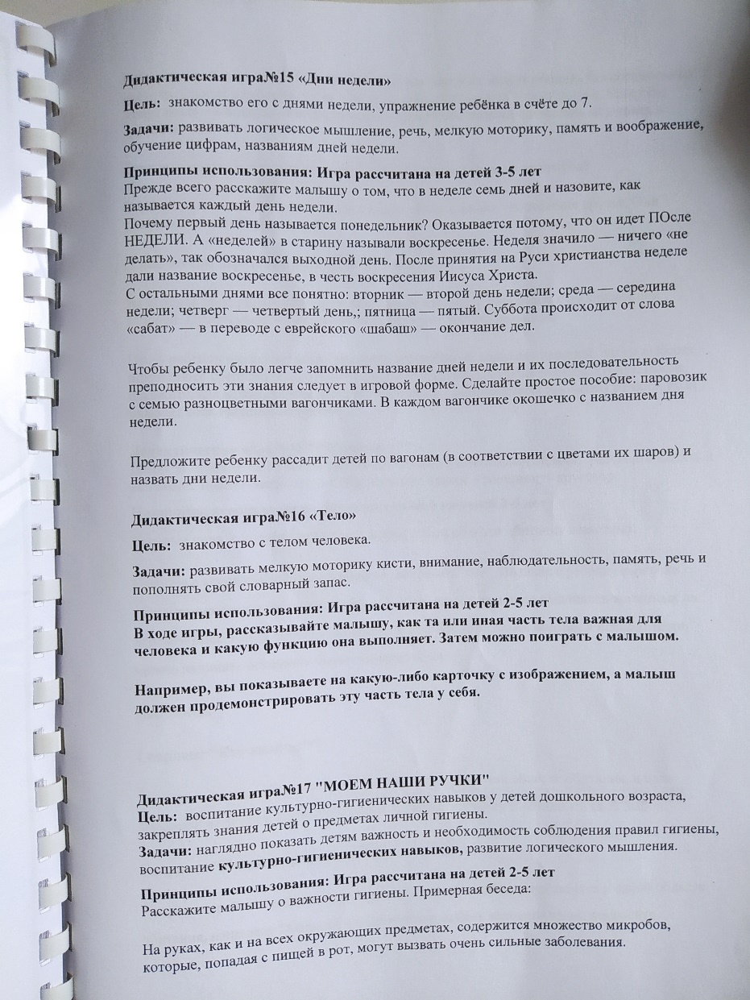 Дидактическая игра№15 «Дни недели»
Цель: знакомство его с днями недели, упражнение ребёнка в счёте до 7.
Задачи: развивать логическое мышление, речь, мелкую моторику, память и воображение,
обучение цифрам, названиям дней недели.
Принципы использования: Игра рассчитана на детей 3-5 лет
Прежде всего расскажите малышу о том, что в неделе семь дней и назовите, как
называется каждый день недели.
Почему первый день называется понедельник? Оказывается потому, что он идет ПОсле
НЕДЕЛИ. А «неделей» в старину называли воскресенье. Неделя значило — ничего «не
делать», так обозначался выходной день. После принятия на Руси христианства неделе
дали название воскресенье, в честь воскресения Иисуса Христа.
С остальными днями все понятно: вторник — второй день недели; среда — середина
недели; четверг — четвертый день,; пятница — пятый. Суббота происходит от слова
«сабат» — в переводе с еврейского «шабаш» — окончание дел.
Чтобы ребенку было легче запомнить название дней недели и их последовательность
преподносить эти знания следует в игровой форме. Сделайте простое пособие: паровозик
с семью разноцветными вагончиками. В каждом вагончике окошечко с названием дня
недели.
Предложите ребенку рассадит детей по вагонам (в соответствии с цветами их шаров) и
назвать дни недели.
Дидактическая игра№16 «Тело»
Цель: знакомство с телом человека.
Задачи: развивать мелкую моторику кисти, внимание, наблюдательность, память, речь и
пополнять свой словарный запас.
Принципы использования: Игра рассчитана на детей 2-5 лет
В ходе игры, рассказывайте малышу, как та или иная часть тела важная для
человека и какую функцию она выполняет. Затем можно поиграть с малышом.
Например, вы показываете на какую-либо карточку с изображением, а малыш
должен продемонстрировать эту часть тела у себя.
Дидактическая игра№17 "МОЕМ НАШИ РУЧКИ"
Цель: воспитание культурно-гигиенических навыков у детей дошкольного возраста,
закреплять знания детей о предметах личной гигиены.
Задачи: наглядно показать детям важность и необходимость соблюдения правил гигиены,
воспитание культурно-гигиенических навыков, развитие логического мышления.
Принципы использования: Игра рассчитана на детей 2-5 лет
Расскажите малышу о важности гигиены. Примерная беседа:
На руках, как и на всех окружающих предметах, содержится множество микробов,
которые, попадая с пищей в рот, могут вызвать очень сильные заболевания.